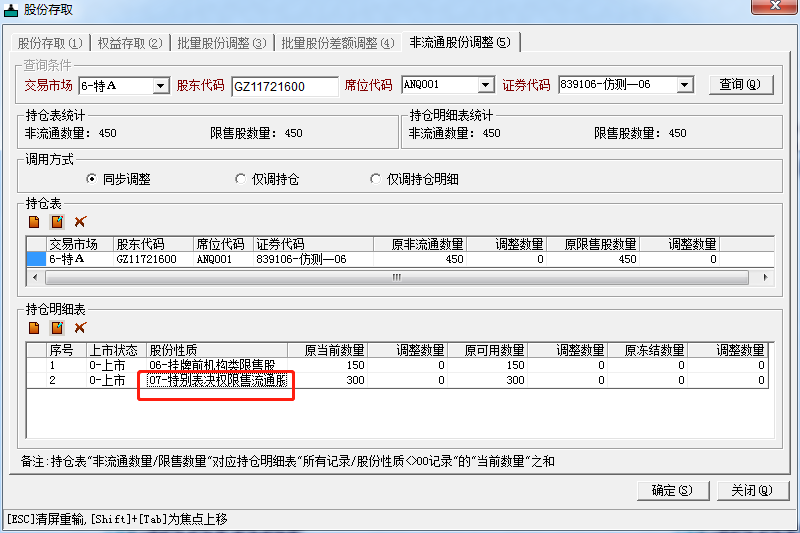 股份存取
股份存取(1) 权益存取(2) 批量股份调整(3) 批量股份差额调整(4) 非流通股份调整(5)
查询条件
交易市场 6-特A 股东代码 GZ11721600 席位代码 ANQ001 证券代码 839106-仿测一06 查询(Q)
持仓表统计 持仓明细表统计
非流通数量: 450 限售股数量: 450 非流通数量: 450 限售股数量: 450
调用方式
同步调整 仅调持仓 仅调持仓明细
持仓表
交易市场 股东代码 席位代码 证券代码 原非流通数量 调整数量 原限售股数量 调整数量
6-特A GZ11721600 ANQ001 839106-仿测一06 450 0 450 0
持仓明细表
序号 上市状态 股份性质 原当前数量 调整数量 原可用数量 调整数量 原冻结数量 调整数量
1 0-上市 06-挂牌前机构类限售股 150 0 150 0 0 0
2 0-上市 07-特别表决权限售流通股 300 0 300 0 0 0
备注:持仓表"非流通数量/限售数量"对应持仓明细表"所有记录/股份性质<>00记录"的"当前数量"之和
确定(S) 关闭(Q)
[ESC]清屏重输,[Shift]+[Tab]为焦点上移